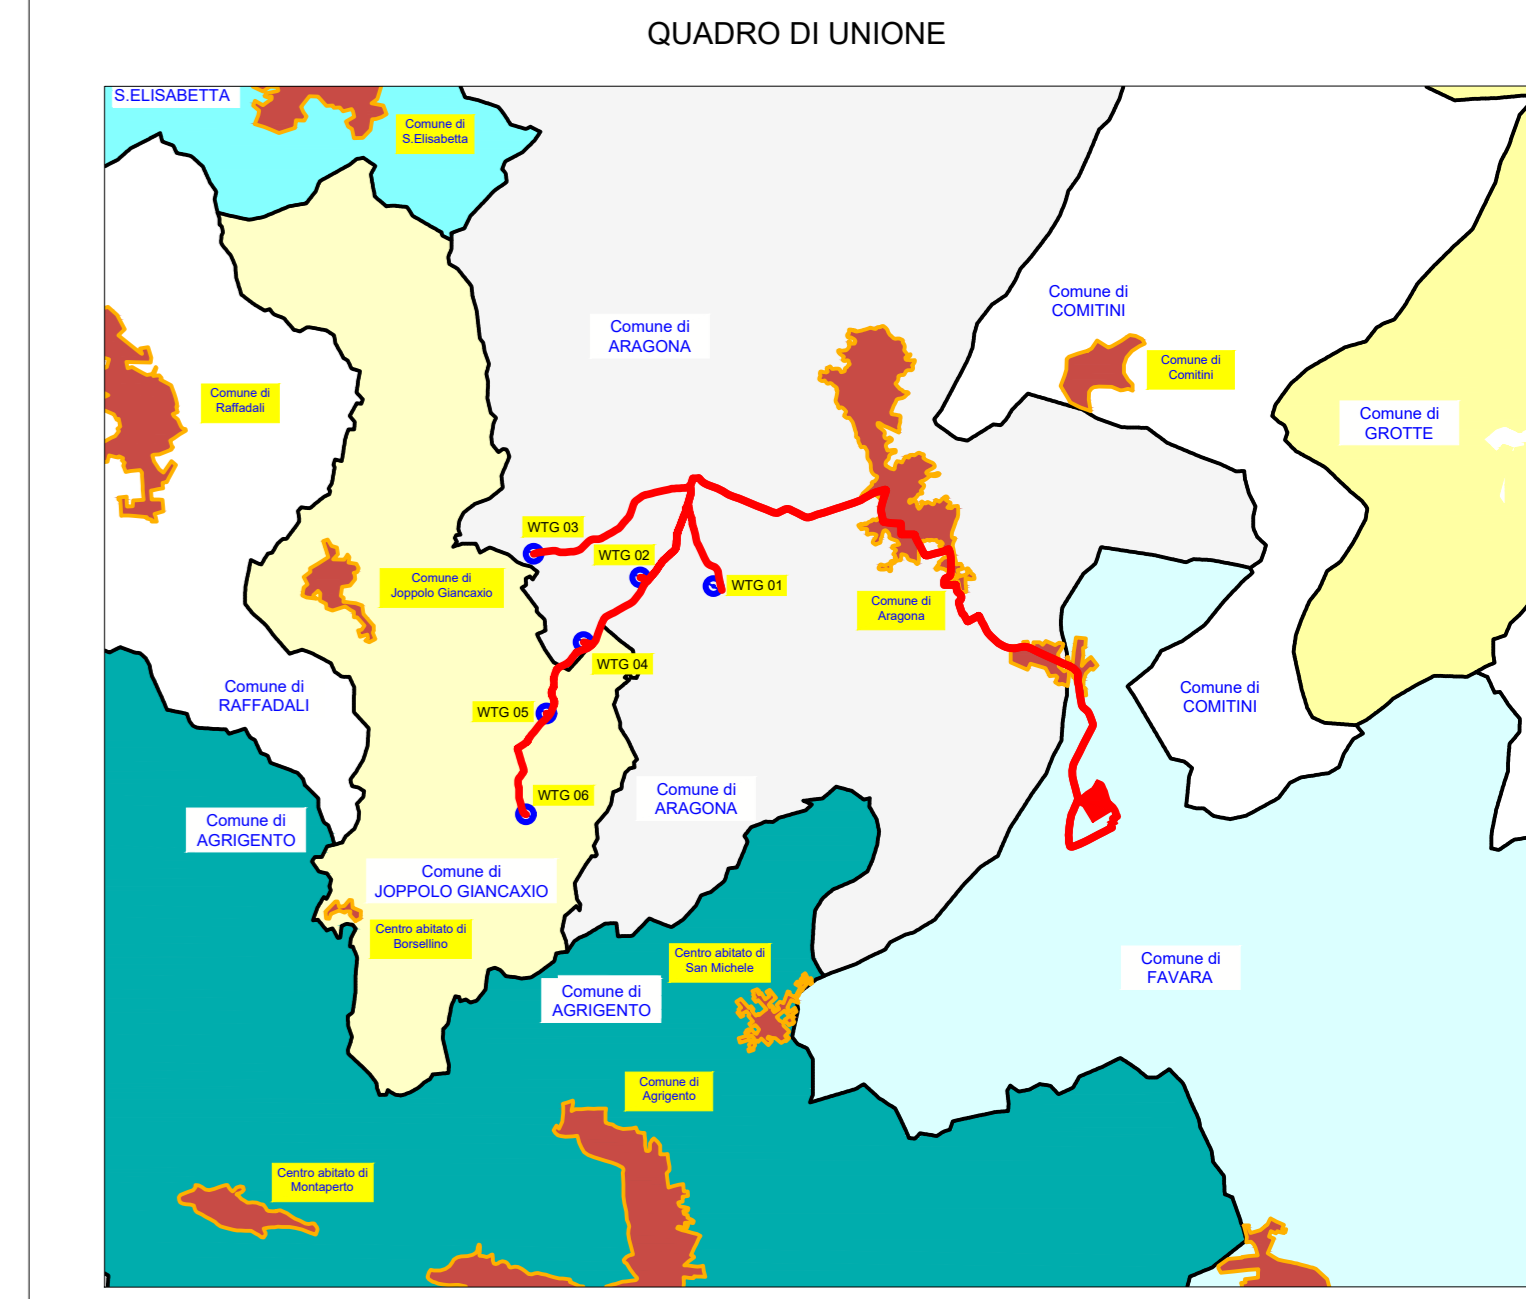 QUADRO DI UNIONE
S.ELISABETTA
Comune di
S.Elisabetta
Comune di
COMITINI
Comune di
ARAGONA
Comune di
Comitini
Comune di
Raffadali
Comune di
GROTTE
WTG 03
WTG 02
WTG 01
Comune di
Joppolo Giancaxio
Comune di
Aragona
WTG 04
Comune di
RAFFADALI
Comune di
COMITINI
WTG 05
WTG 06
Comune di
ARAGONA
Comune di
AGRIGENTO
Comune di
JOPPOLO GIANCAXIO
Centro abitato di
Borsellino
Centro abitato di
San Michele
Comune di
FAVARA
Comune di
AGRIGENTO
Comune di
Agrigento
Centro abitato di
Montaperto